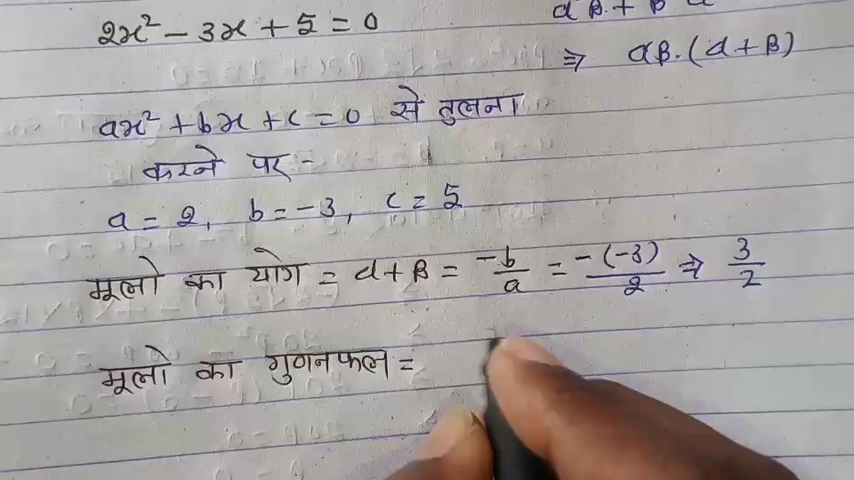 2x² - 3x + 5 = 0
⇒ αβ.(α+β)
ax² + bx + c = 0 से तुलना
करने पर -
a = 2, b = -3, c = 5
मूलो का योग = α+β = -b/a = -(-3)/2 ⇒ 3/2
मूलो का गुणनफल =